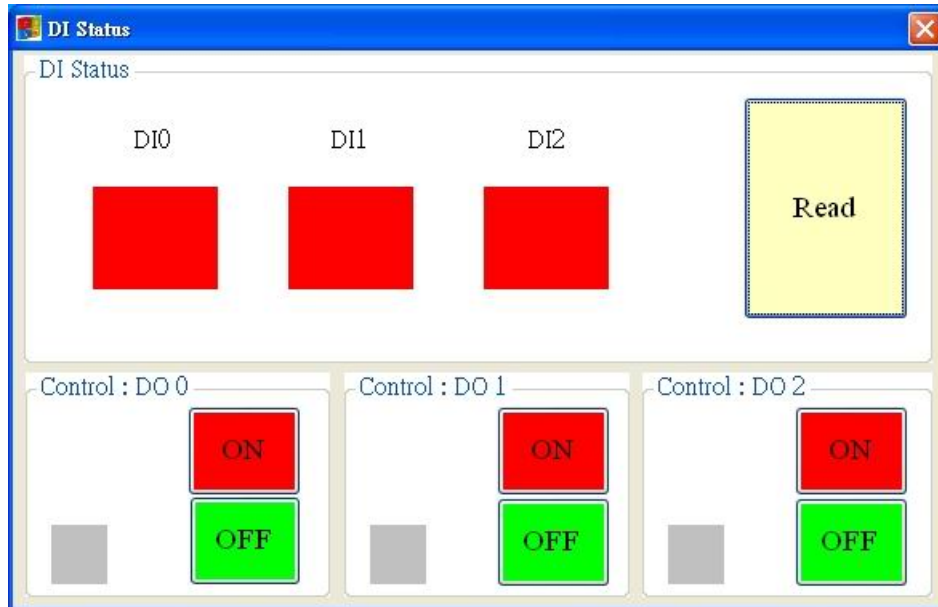 DI Status
DI Status
DI0 DI1 DI2
Read
Control : DO 0 Control : DO 1 Control : DO 2
ON ON ON
OFF OFF OFF